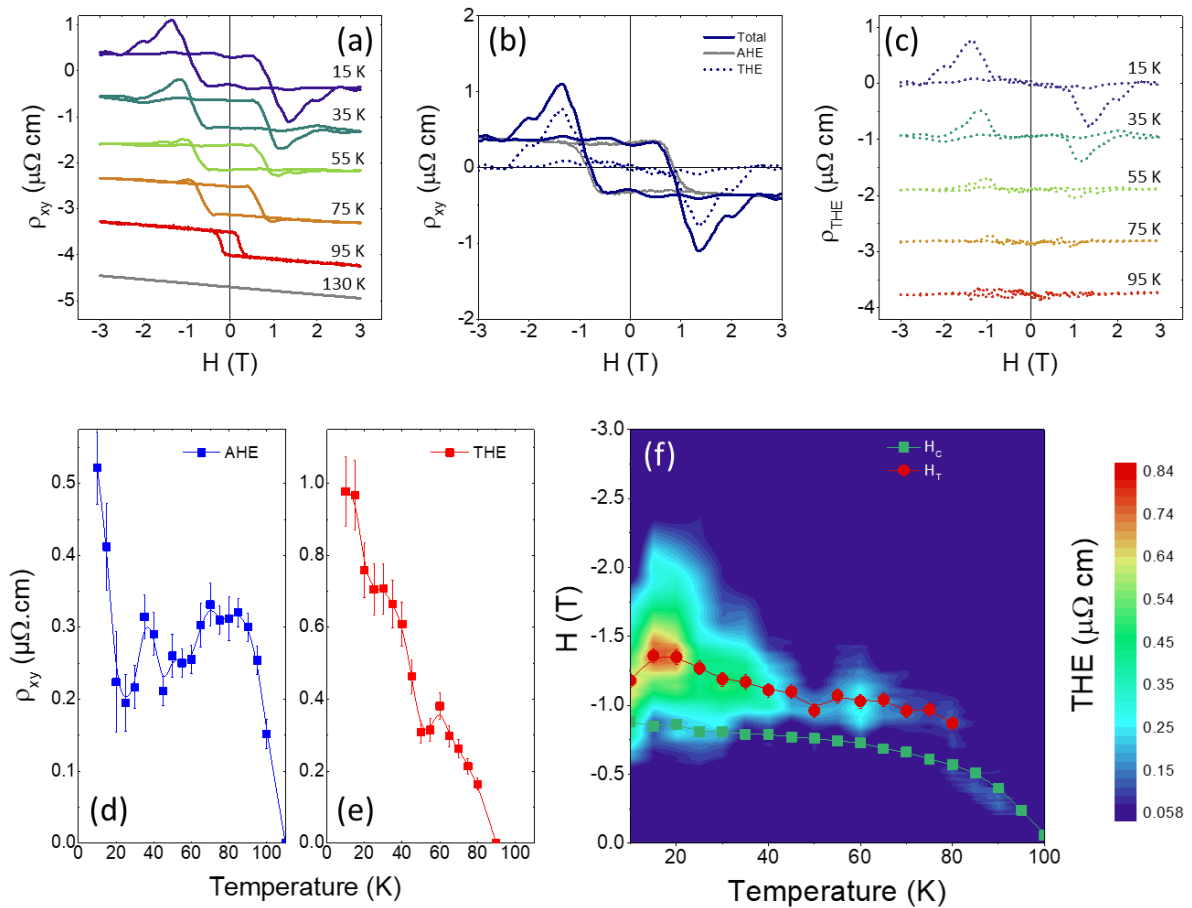 (a)
1
0
-1
-2
-3
-4
-5
ρxy (μΩ cm)
15 K
35 K
55 K
75 K
95 K
130 K
-3 -2 -1 0 1 2 3
H (T)
(b)
Total
AHE
THE
2
1
0
-1
-2
ρxy (μΩ cm)
-3 -2 -1 0 1 2 3
H (T)
(c)
1
0
-1
-2
-3
-4
ρTHE (μΩ cm)
15 K
35 K
55 K
75 K
95 K
-3 -2 -1 0 1 2 3
H (T)
AHE
0.5
0.4
0.3
0.2
0.1
0.0
ρxy (μΩ.cm)
(d)
0 20 40 60 80 100
THE
1.0
0.8
0.6
0.4
0.2
0.0
(e)
0 20 40 60 80 100
Temperature (K)
(f)
HC
HT
-3.0
-2.5
-2.0
-1.5
-1.0
-0.5
0.0
H (T)
20 40 60 80 100
Temperature (K)
THE (μΩ cm)
0.84
0.74
0.64
0.54
0.45
0.35
0.25
0.15
0.058